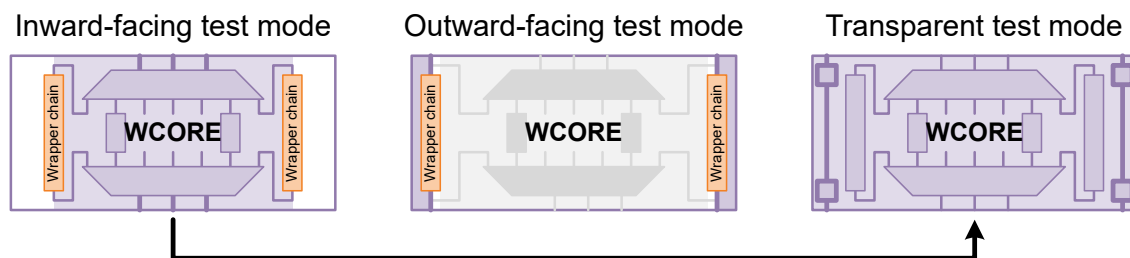 Inward-facing test mode
Outward-facing test mode
Transparent test mode
Wrapper chain
WCORE
Wrapper chain
Wrapper chain
WCORE
Wrapper chain
WCORE